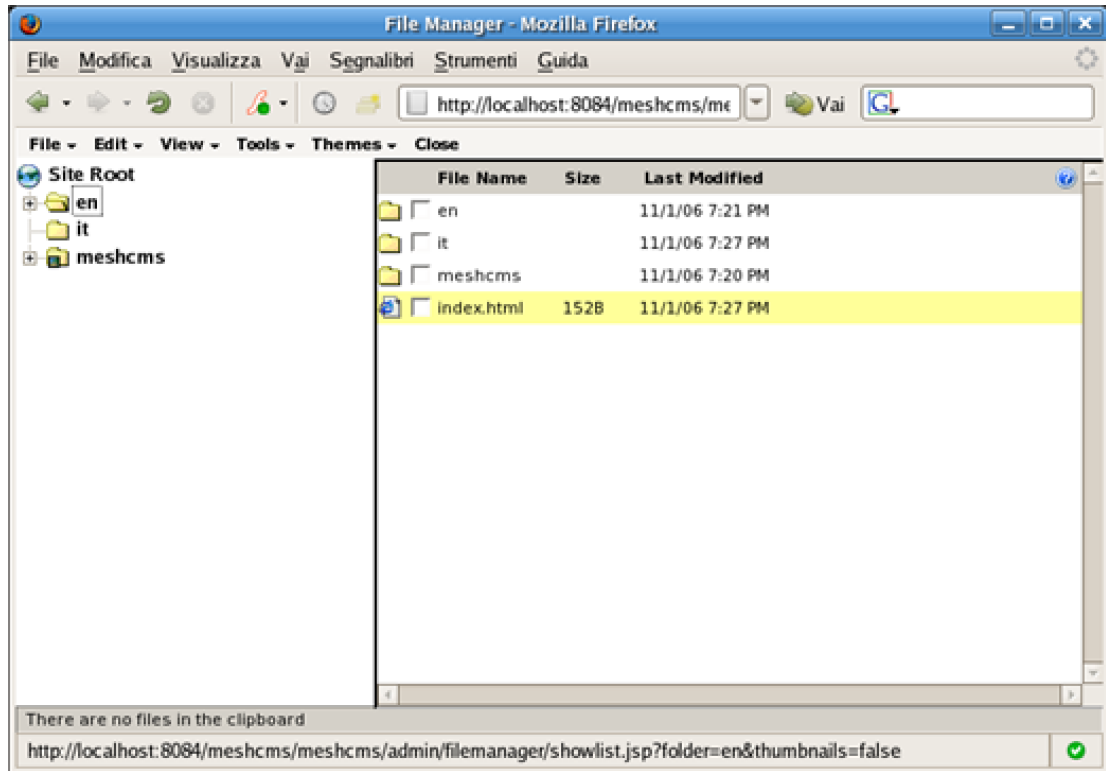 File Manager - Mozilla Firefox
File Modifica Visualizza Vai Segnalibri Strumenti Guida
http://localhost:8084/meshcms/me Vai G
File Edit View Tools Themes Close
Site Root
en
it
meshcms
File Name Size Last Modified
en 11/1/06 7:21 PM
it 11/1/06 7:27 PM
meshcms 11/1/06 7:20 PM
index.html 152B 11/1/06 7:27 PM
There are no files in the clipboard
http://localhost:8084/meshcms/meshcms/admin/filemanager/showlist.jsp?folder=en&thumbnails=false